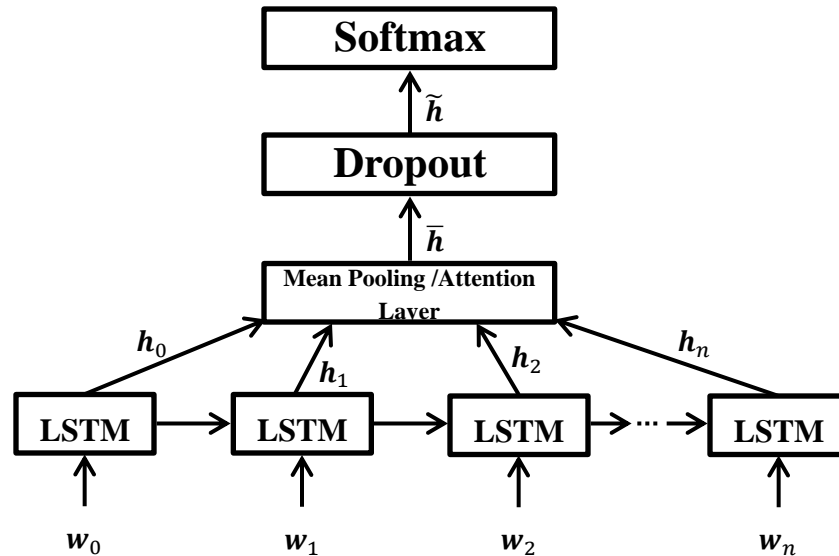 Softmax
h̃
Dropout
h̄
Mean Pooling /Attention
Layer
h₀ h₁ h₂ hₙ
LSTM LSTM LSTM ... LSTM
w₀ w₁ w₂ wₙ